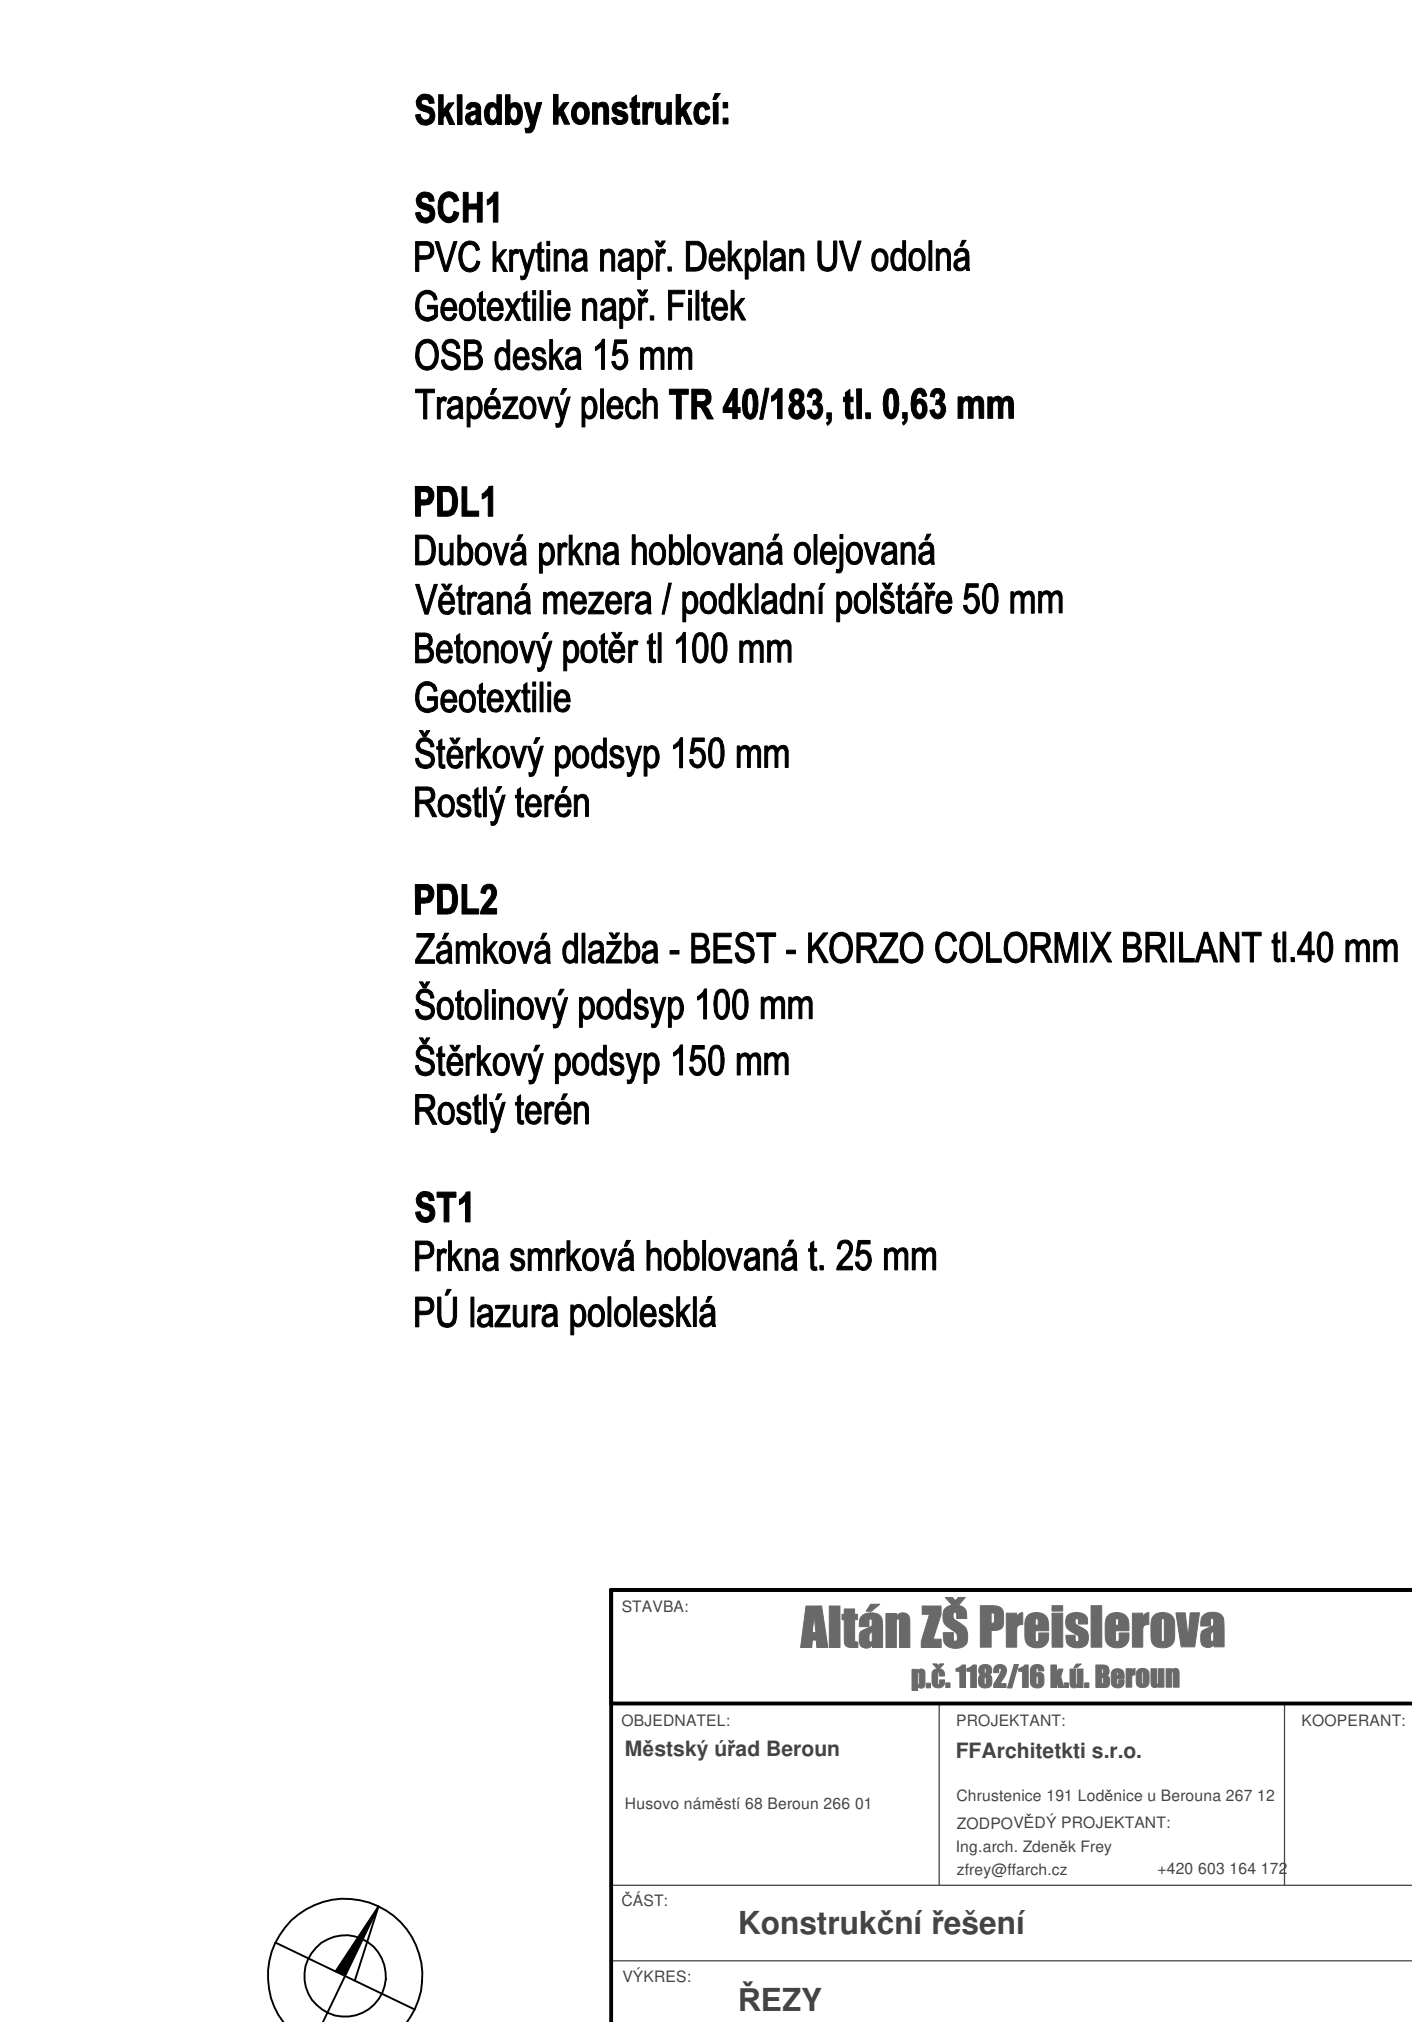 Skladby konstrukcí:
SCH1
PVC krytina např. Dekplan UV odolná
Geotextilie např. Filtek
OSB deska 15 mm
Trapézový plech TR 40/183, tl. 0,63 mm
PDL1
Dubová prkna hoblovaná olejovaná
Větraná mezera / podkladní polštáře 50 mm
Betonový potěr tl 100 mm
Geotextilie
Štěrkový podsyp 150 mm
Rostlý terén
PDL2
Zámková dlažba - BEST - KORZO COLORMIX BRILANT tl.40 mm
Šotolinový podsyp 100 mm
Štěrkový podsyp 150 mm
Rostlý terén
ST1
Prkna smrková hoblovaná t. 25 mm
PÚ lazura pololesklá
STAVBA:
Altán ZŠ Preislerova
p.č. 1182/16 k.ú. Beroun
OBJEDNATEL:
Městský úřad Beroun
Husovo náměstí 68 Beroun 266 01
PROJEKTANT:
FFArchitetkti s.r.o.
Chrustenice 191 Loděnice u Berouna 267 12
ZODPOVĚDÝ PROJEKTANT:
Ing.arch. Zdeněk Frey
zfrey@ffarch.cz +420 603 164 172
KOOPERANT:
ČÁST:
Konstrukční řešení
VÝKRES:
ŘEZY